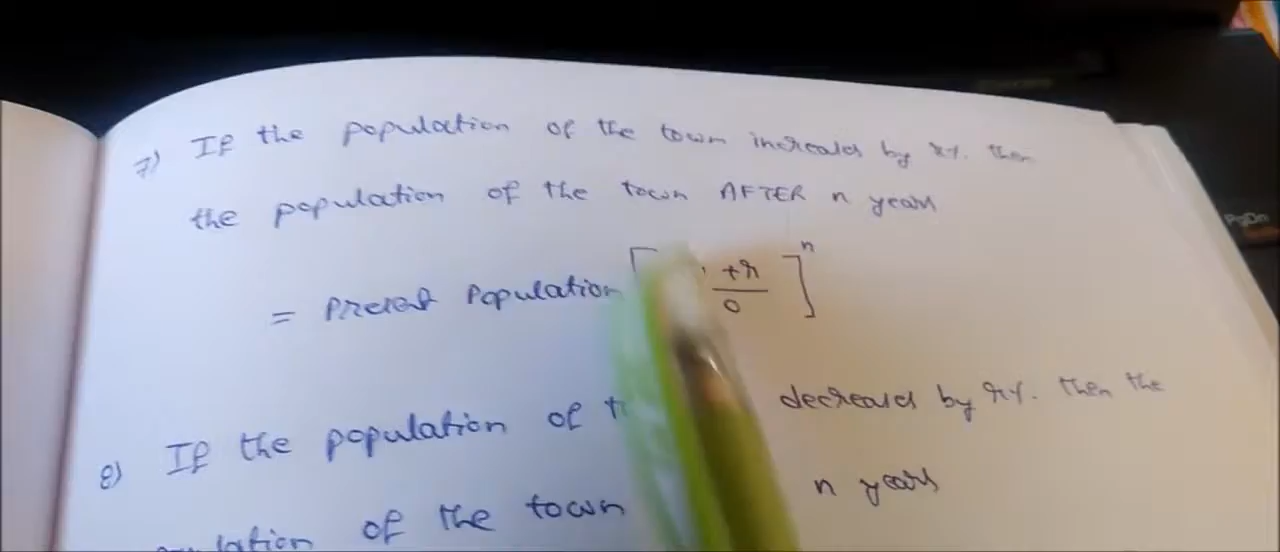 7) If the population of the town increases by r%. then
the population of the town AFTER n years
= Present Population [ +r / 0 ]^n
8) If the population of decreases by r%. then the
of the town n years
PgDn